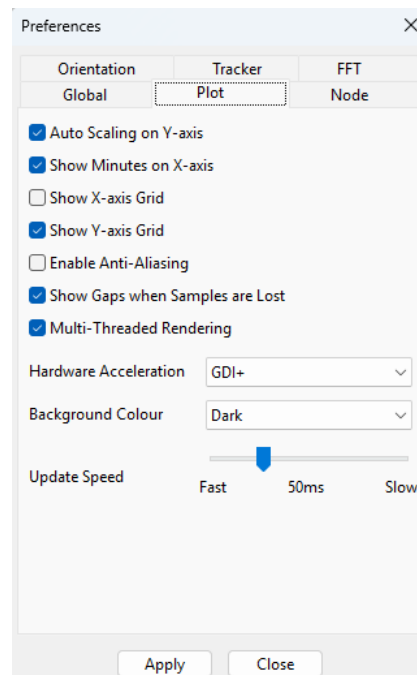 Preferences
Orientation Tracker FFT
Global Plot Node
Auto Scaling on Y-axis
Show Minutes on X-axis
Show X-axis Grid
Show Y-axis Grid
Enable Anti-Aliasing
Show Gaps when Samples are Lost
Multi-Threaded Rendering
Hardware Acceleration GDI+
Background Colour Dark
Update Speed
Fast 50ms Slow
Apply Close